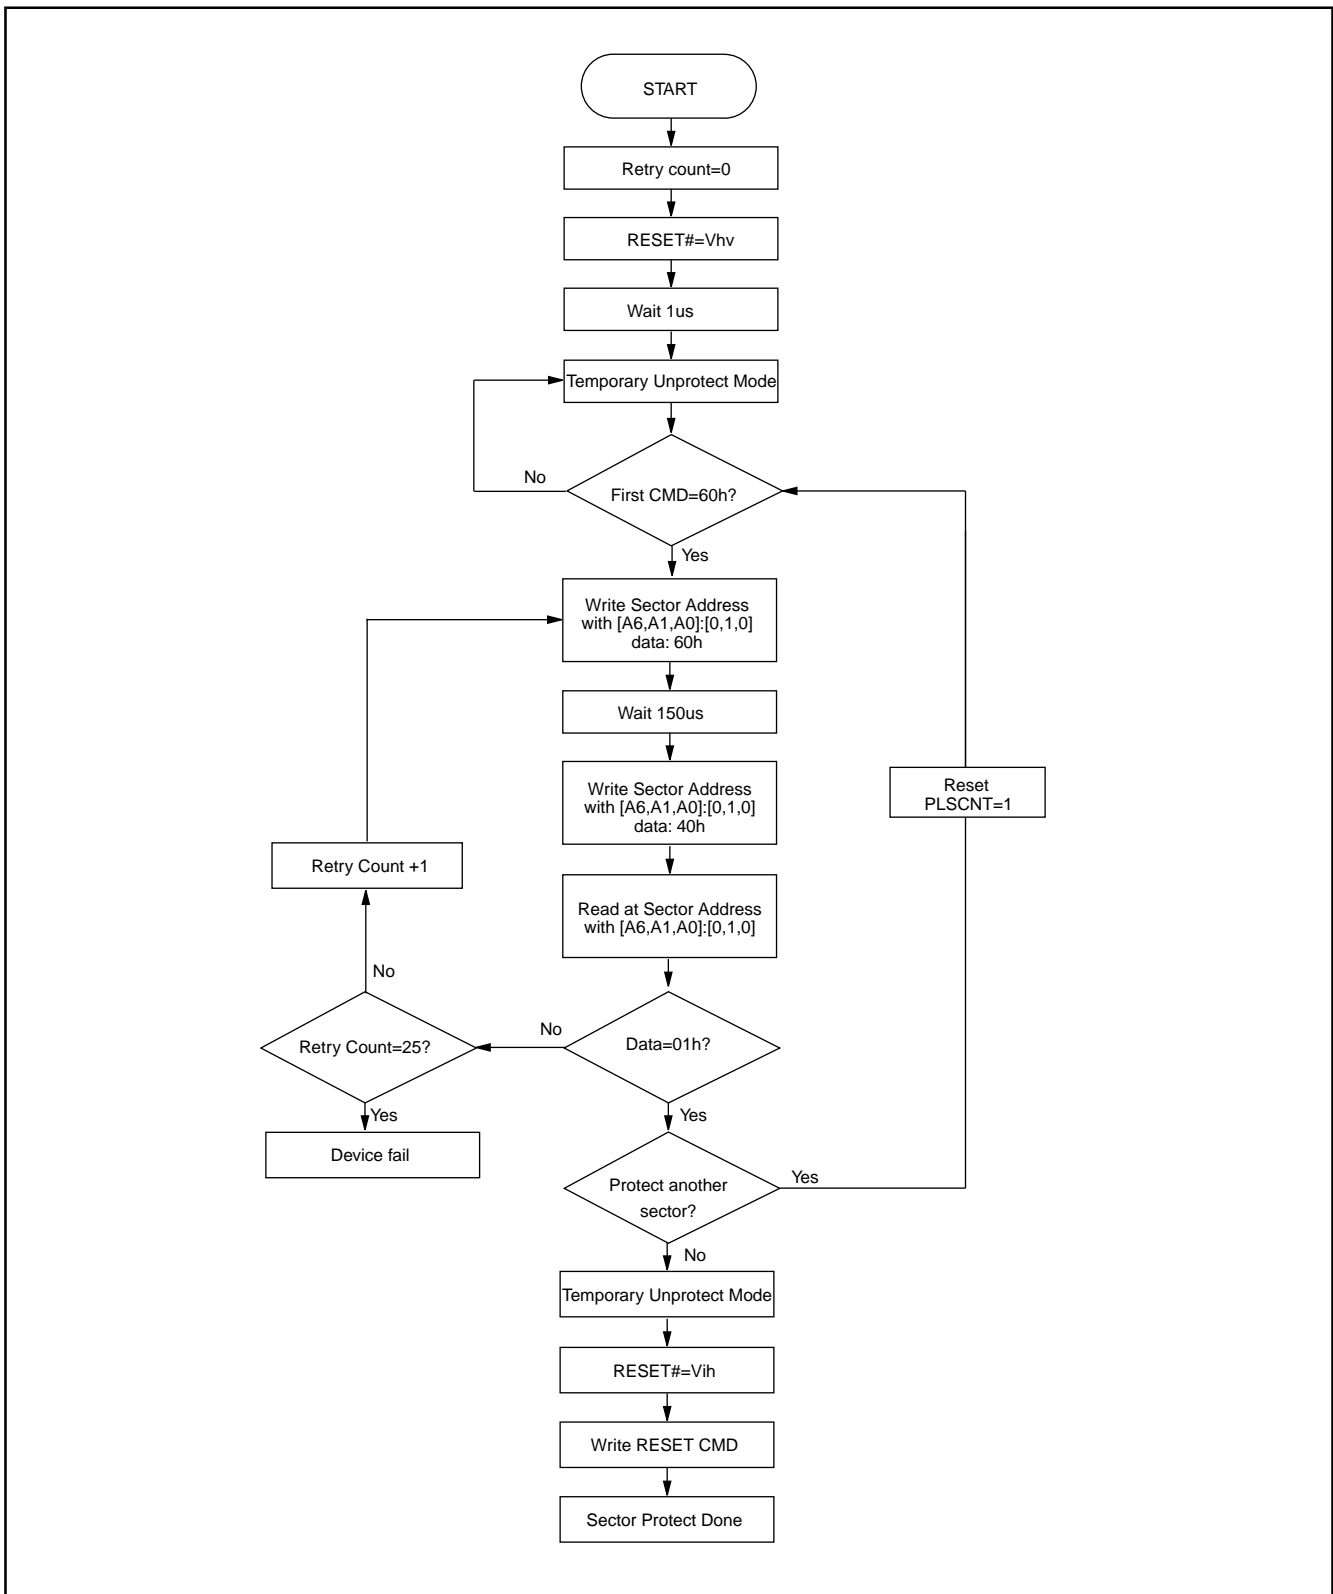 START
Retry count=0
RESET#=Vhv
Wait 1us
Temporary Unprotect Mode
No
First CMD=60h?
Yes
Write Sector Address
with [A6,A1,A0]:[0,1,0]
data: 60h
Wait 150us
Write Sector Address
with [A6,A1,A0]:[0,1,0]
data: 40h
Reset
PLSCNT=1
Retry Count +1
Read at Sector Address
with [A6,A1,A0]:[0,1,0]
No
Retry Count=25?
No
Data=01h?
Yes
Yes
Device fail
Protect another
sector?
Yes
No
Temporary Unprotect Mode
RESET#=Vih
Write RESET CMD
Sector Protect Done